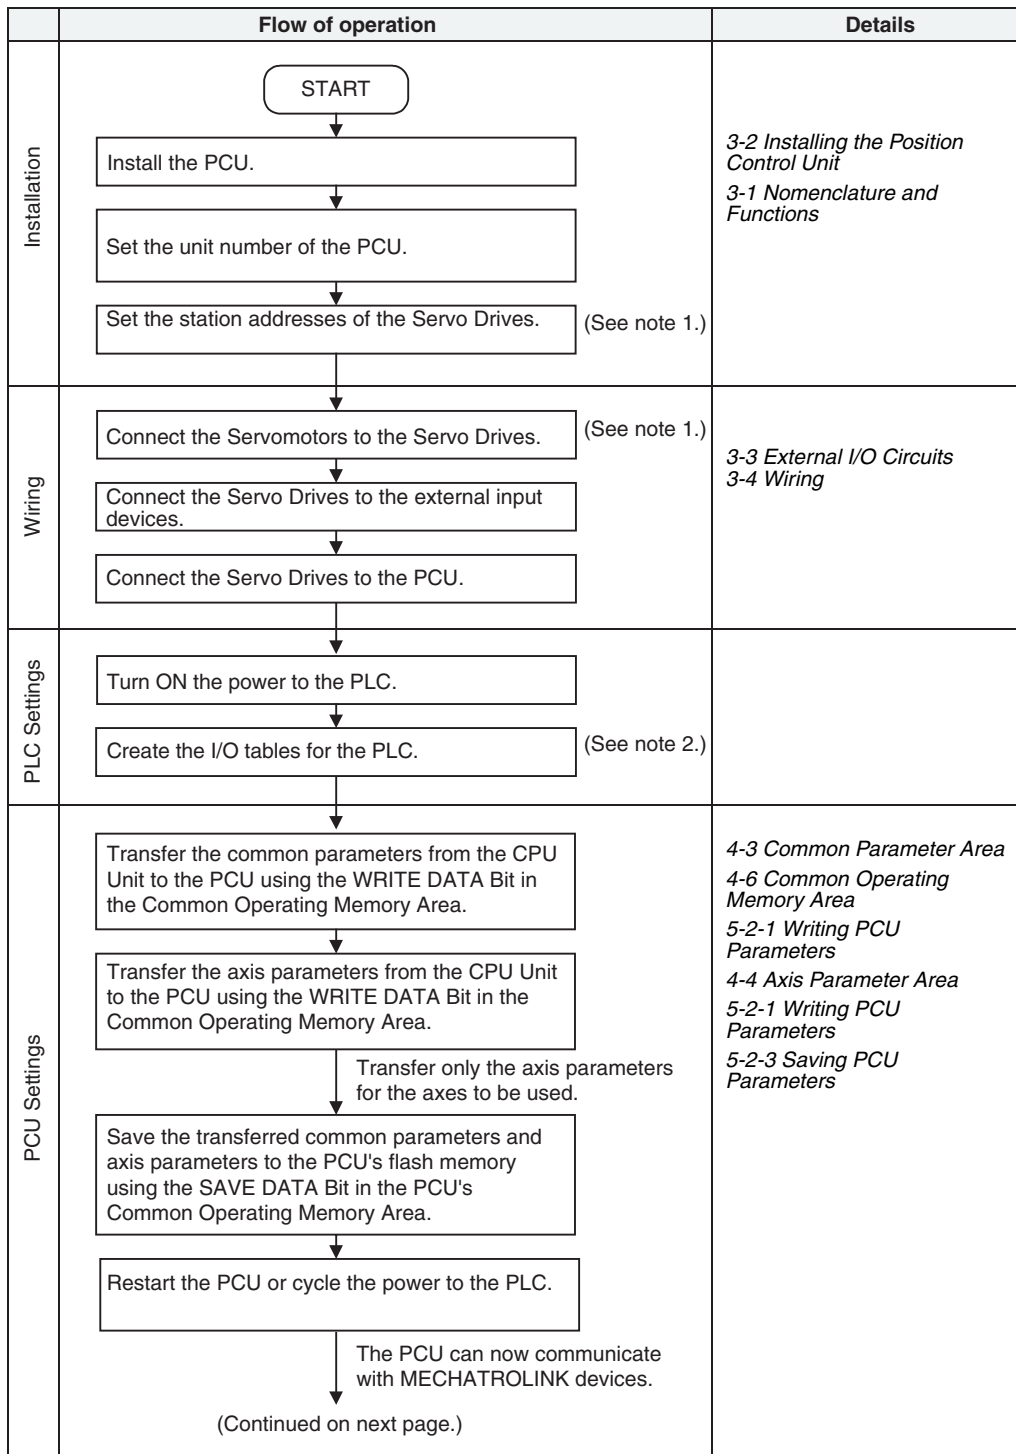 Flow of operation
Details
Installation
START
Install the PCU.
Set the unit number of the PCU.
Set the station addresses of the Servo Drives.
(See note 1.)
3-2 Installing the Position
Control Unit
3-1 Nomenclature and
Functions
Wiring
Connect the Servomotors to the Servo Drives.
(See note 1.)
Connect the Servo Drives to the external input
devices.
Connect the Servo Drives to the PCU.
3-3 External I/O Circuits
3-4 Wiring
PLC Settings
Turn ON the power to the PLC.
Create the I/O tables for the PLC.
(See note 2.)
PCU Settings
Transfer the common parameters from the CPU
Unit to the PCU using the WRITE DATA Bit in
the Common Operating Memory Area.
Transfer the axis parameters from the CPU Unit
to the PCU using the WRITE DATA Bit in the
Common Operating Memory Area.
Transfer only the axis parameters
for the axes to be used.
Save the transferred common parameters and
axis parameters to the PCU's flash memory
using the SAVE DATA Bit in the PCU's
Common Operating Memory Area.
Restart the PCU or cycle the power to the PLC.
The PCU can now communicate
with MECHATROLINK devices.
(Continued on next page.)
4-3 Common Parameter Area
4-6 Common Operating
Memory Area
5-2-1 Writing PCU
Parameters
4-4 Axis Parameter Area
5-2-1 Writing PCU
Parameters
5-2-3 Saving PCU
Parameters